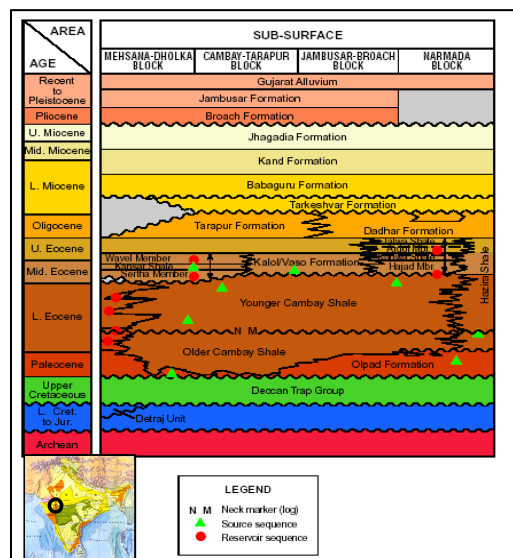 AREA
AGE
SUB-SURFACE
MEHSANA-DHOLKA BLOCK
CAMBAY-TARAPUR BLOCK
JAMBUSAR-BROACH BLOCK
NARMADA BLOCK
Recent to Pleistocene
Gujarat Alluvium
Jambusar Formation
Pliocene
Broach Formation
U. Miocene
Jhagadia Formation
Mid. Miocene
Kand Formation
L. Miocene
Babaguru Formation
Tarkeshvar Formation
Oligocene
Tarapur Formation
Dadhar Formation
U. Eocene
Mid. Eocene
Wavel Member
Kansari Shale
Sertha Member
Kalol/Vaso Formation
Hajad Mbr.
Hazira Shale
L. Eocene
Younger Cambay Shale
N M
Older Cambay Shale
Paleocene
Olpad Formation
Upper Cretaceous
Deccan Trap Group
L. Cret. to Jur.
Detraj Unit
Archean
LEGEND
N M Neck marker (log)
Source sequence
Reservoir sequence